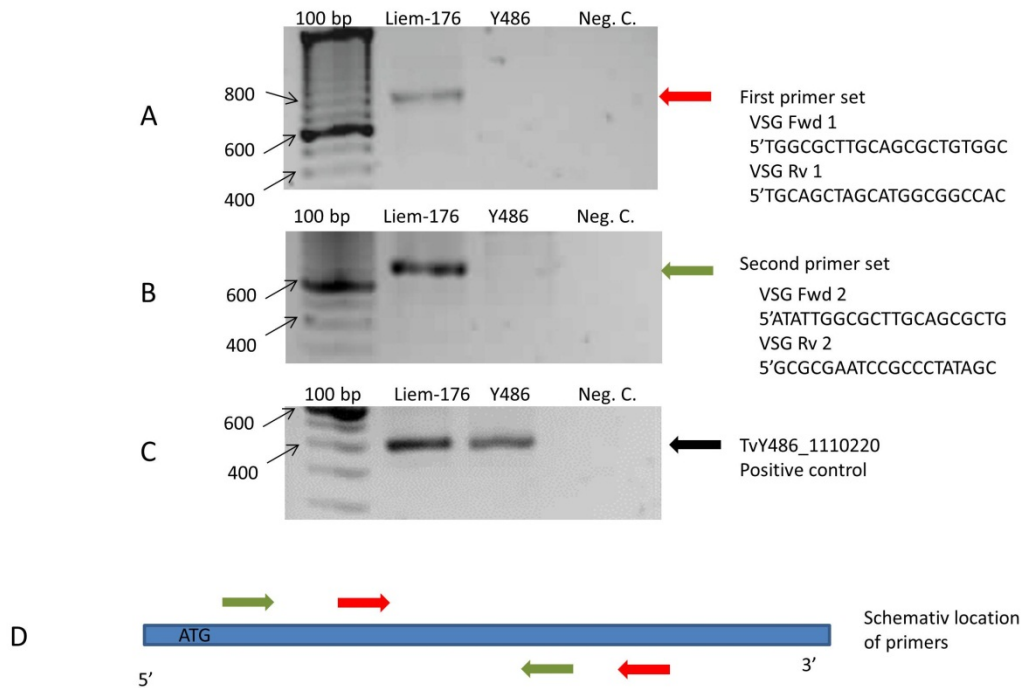 100 bp Liem-176 Y486 Neg. C.
A
800
600
400
First primer set
VSG Fwd 1
5'TGGCGCTTGCAGCGCTGTGGC
VSG Rv 1
5'TGCAGCTAGCATGGCGGCCAC
100 bp Liem-176 Y486 Neg. C.
B
600
400
Second primer set
VSG Fwd 2
5'ATATTGGCGCTTGCAGCGCTG
VSG Rv 2
5'GCGCGAATCCGCCCTATAGC
100 bp Liem-176 Y486 Neg. C.
C
600
400
TvY486_1110220
Positive control
D
ATG
5'
3'
Schemativ location
of primers